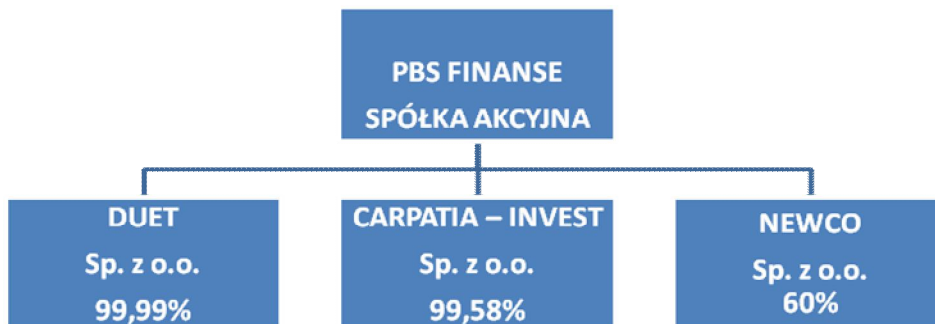 PBS FINANSE
SPÓŁKA AKCYJNA
DUET
Sp. z o.o.
99,99%
CARPATIA – INVEST
Sp. z o.o.
99,58%
NEWCO
Sp. z o.o.
60%